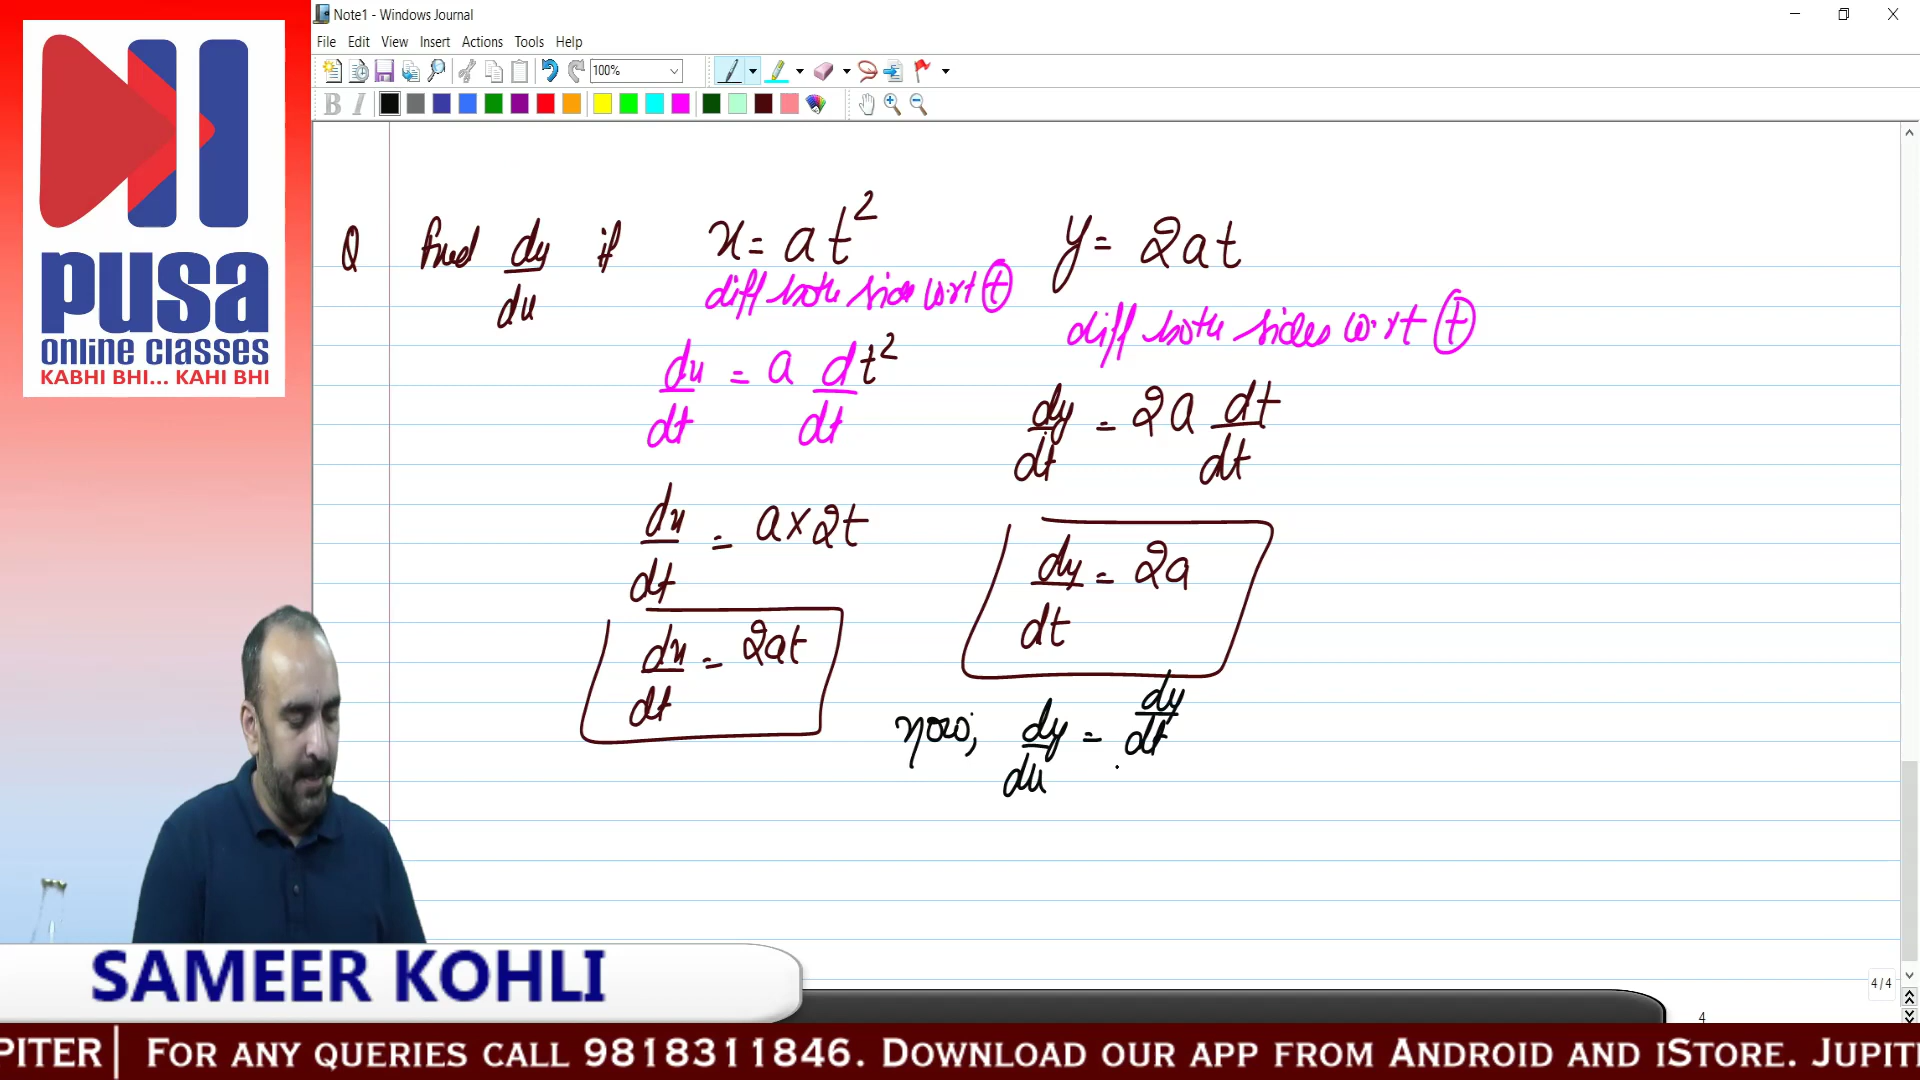 Note1 - Windows Journal
File Edit View Insert Actions Tools Help
100%
B I
Q find dy/dx if x = at² y = 2at
diff both side w.r.t (t)
diff both sides w.r.t (t)
dx/dt = a d/dt t²
dy/dt = 2a dt/dt
dx/dt = a×2t
dy/dt = 2a
dx/dt = 2at
now, dy/dx = dy/dt
PUSA
ONLINE CLASSES
KABHI BHI... KAHI BHI
SAMEER KOHLI
4/4
4
PITER | FOR ANY QUERIES CALL 9818311846. DOWNLOAD OUR APP FROM ANDROID AND ISTORE. JUPIT